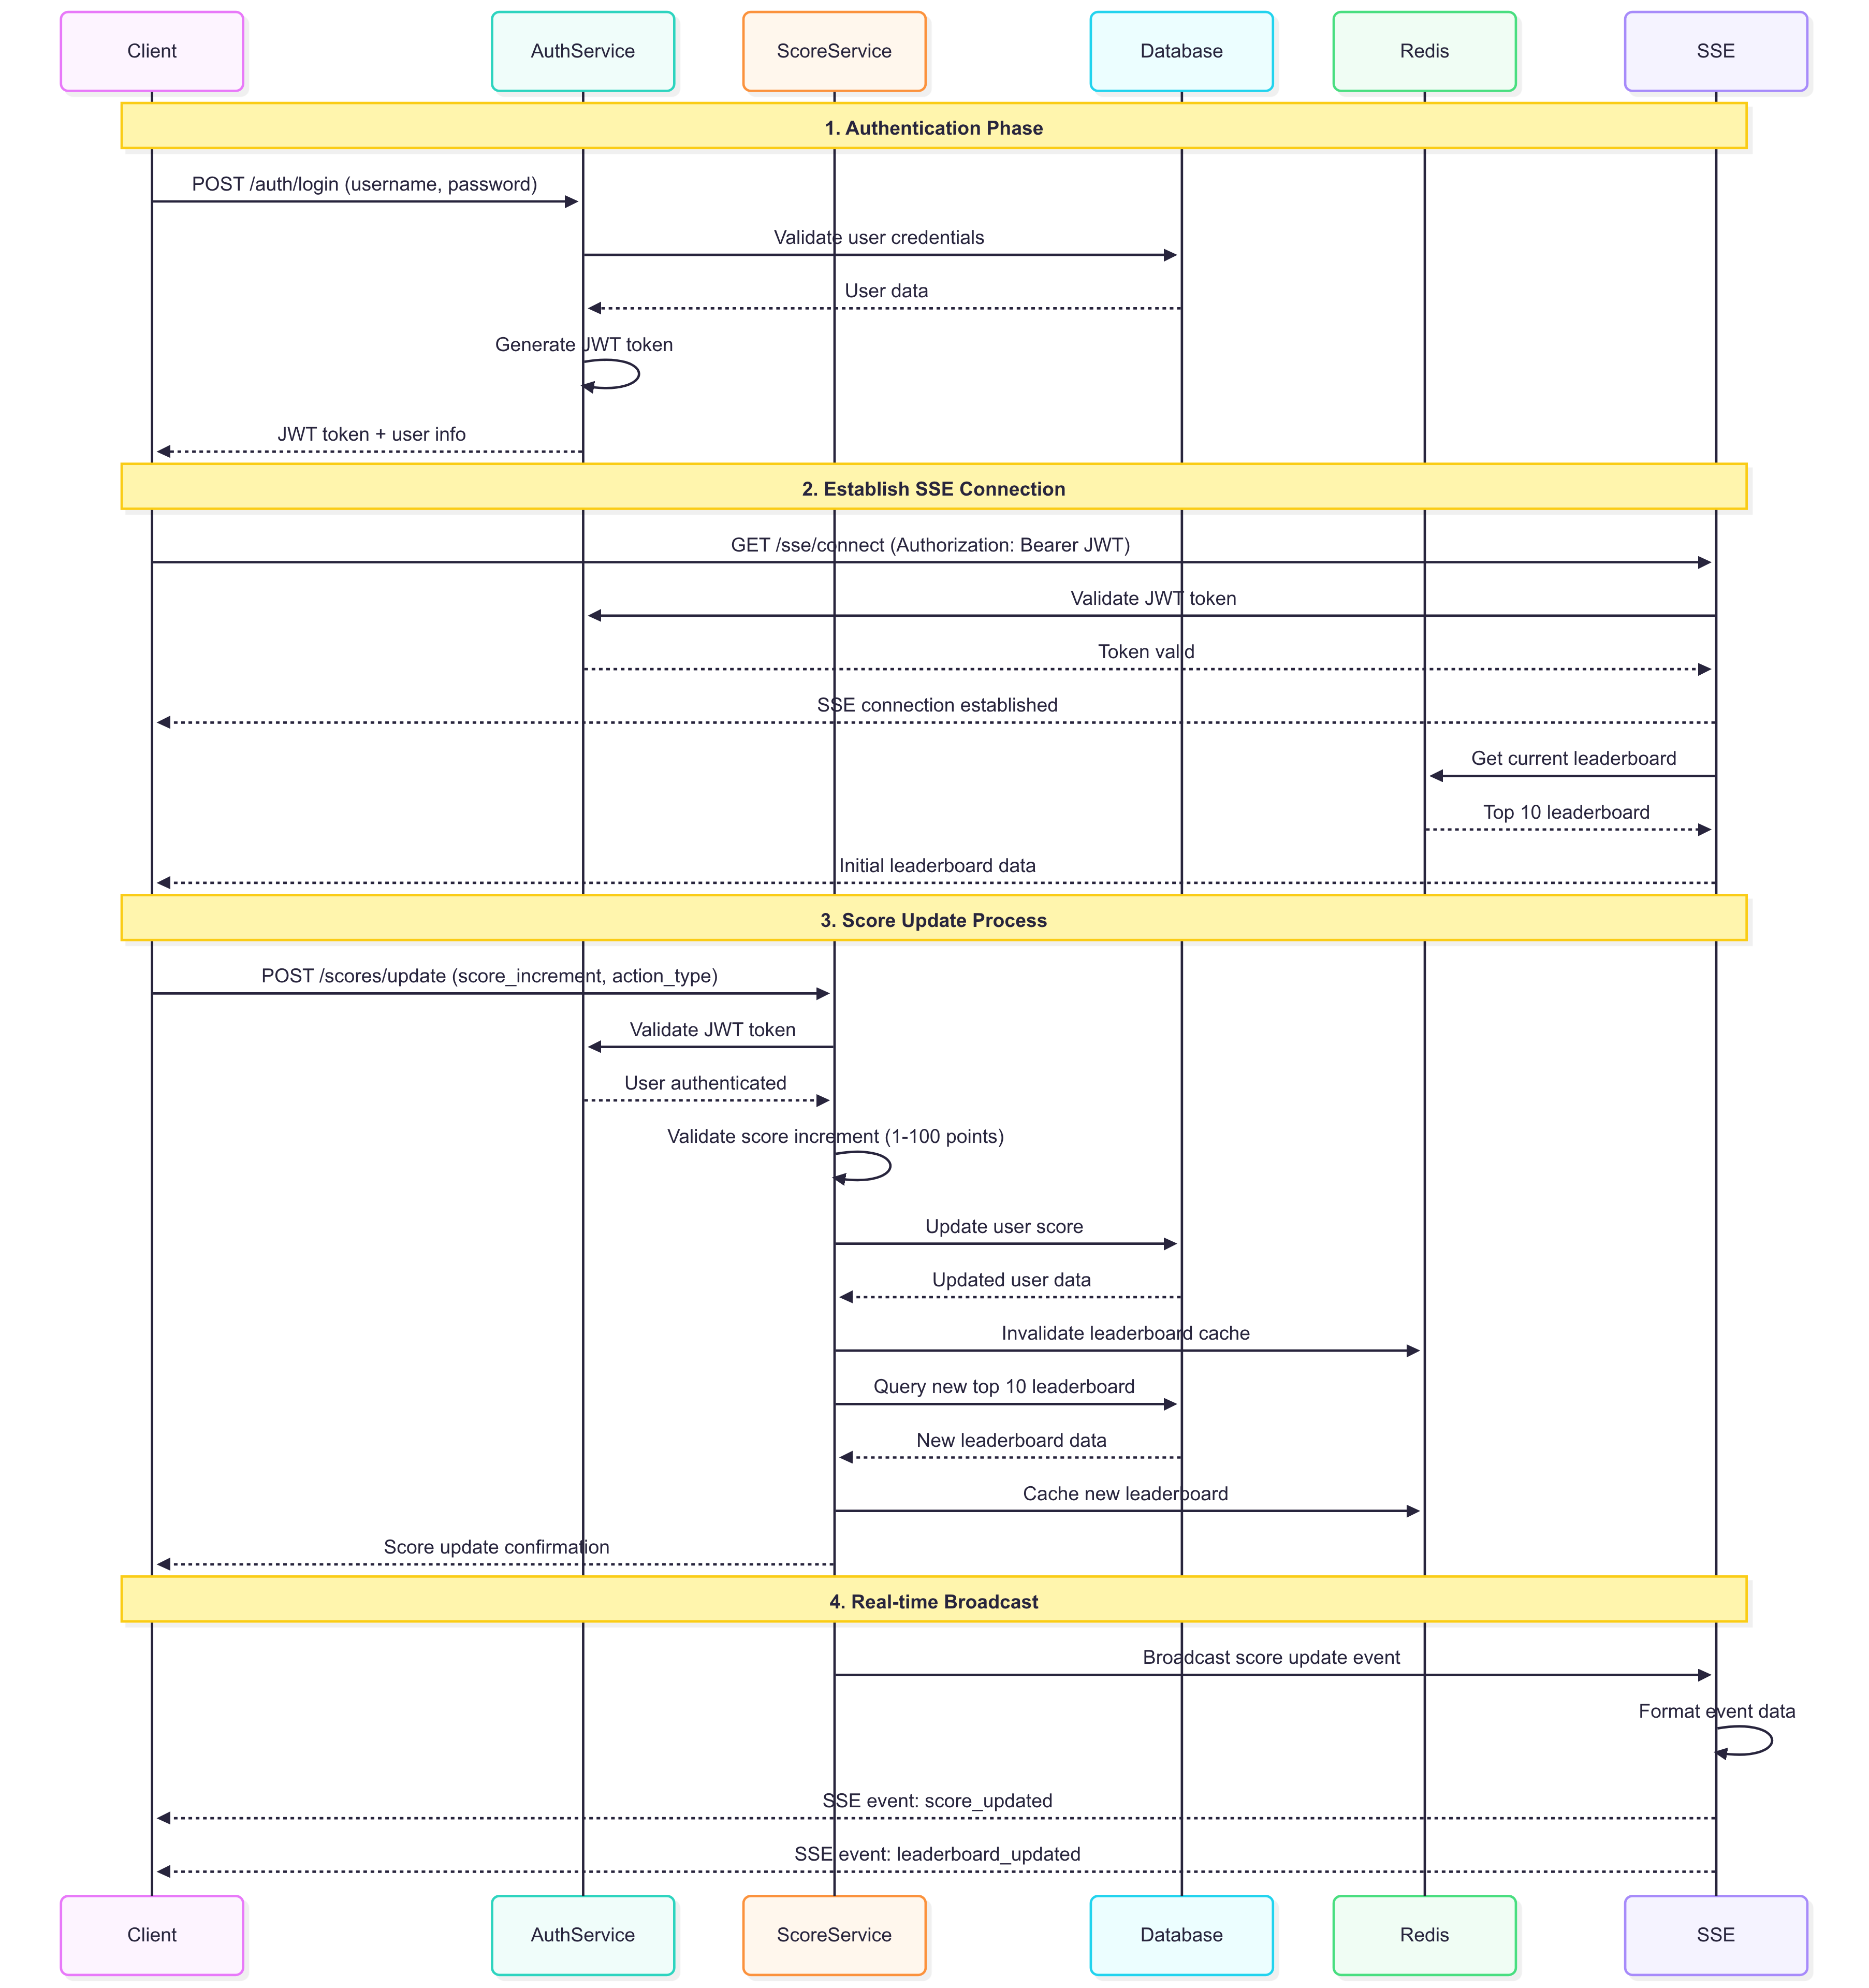 Client
AuthService
ScoreService
Database
Redis
SSE
1. Authentication Phase
POST /auth/login (username, password)
Validate user credentials
User data
Generate JWT token
JWT token + user info
2. Establish SSE Connection
GET /sse/connect (Authorization: Bearer JWT)
Validate JWT token
Token valid
SSE connection established
Get current leaderboard
Top 10 leaderboard
Initial leaderboard data
3. Score Update Process
POST /scores/update (score_increment, action_type)
Validate JWT token
User authenticated
Validate score increment (1-100 points)
Update user score
Updated user data
Invalidate leaderboard cache
Query new top 10 leaderboard
New leaderboard data
Cache new leaderboard
Score update confirmation
4. Real-time Broadcast
Broadcast score update event
Format event data
SSE event: score_updated
SSE event: leaderboard_updated
Client
AuthService
ScoreService
Database
Redis
SSE